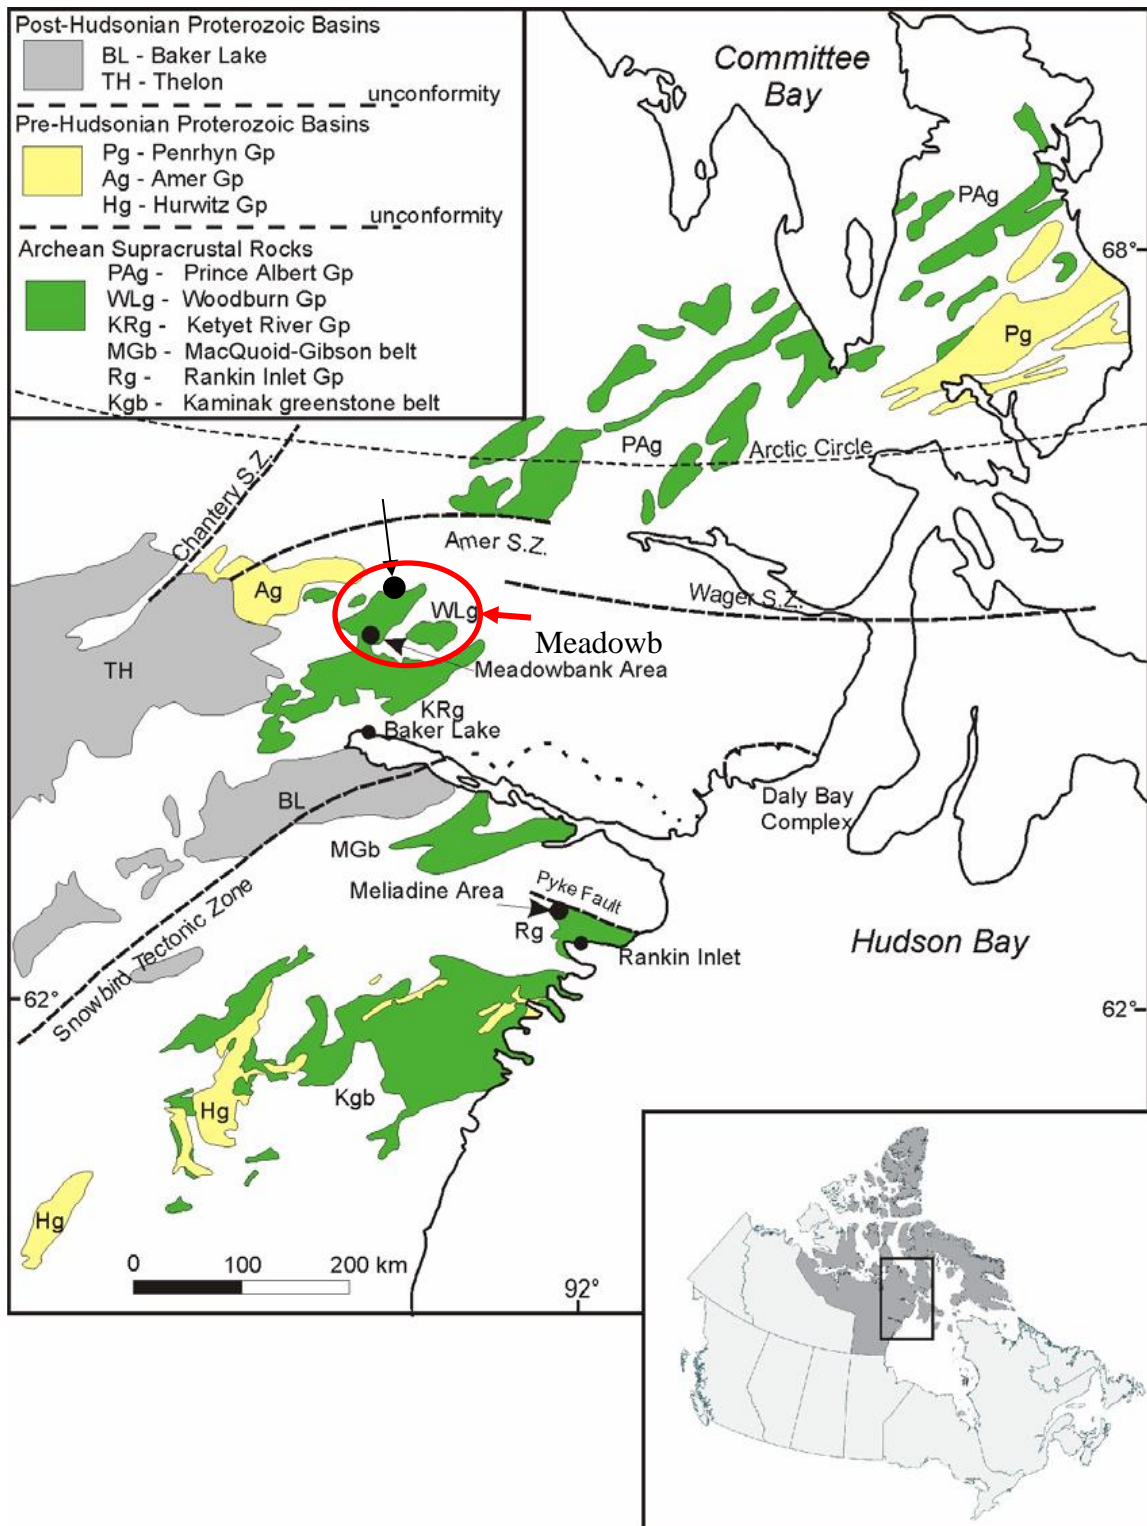 Post-Hudsonian Proterozoic Basins
BL - Baker Lake
TH - Thelon
unconformity
Pre-Hudsonian Proterozoic Basins
Pg - Penrhyn Gp
Ag - Amer Gp
Hg - Hurwitz Gp
unconformity
Archean Supracrustal Rocks
PAg - Prince Albert Gp
WLg - Woodburn Gp
KRg - Ketyet River Gp
MGb - MacQuoid-Gibson belt
Rg - Rankin Inlet Gp
Kgb - Kaminak greenstone belt
Committee
Bay
PAg
68°
Pg
PAg
Arctic Circle
Chantery S.Z.
Amer S.Z.
Ag
WLg
Wager S.Z.
Meadowb
TH
Meadowbank Area
KRg
Baker Lake
BL
Daly Bay
Complex
MGb
Meliadine Area
Pyke Fault
Rg
Rankin Inlet
Hudson Bay
Snowbird Tectonic Zone
62°
62°
Kgb
Hg
Hg
0 100 200 km
92°